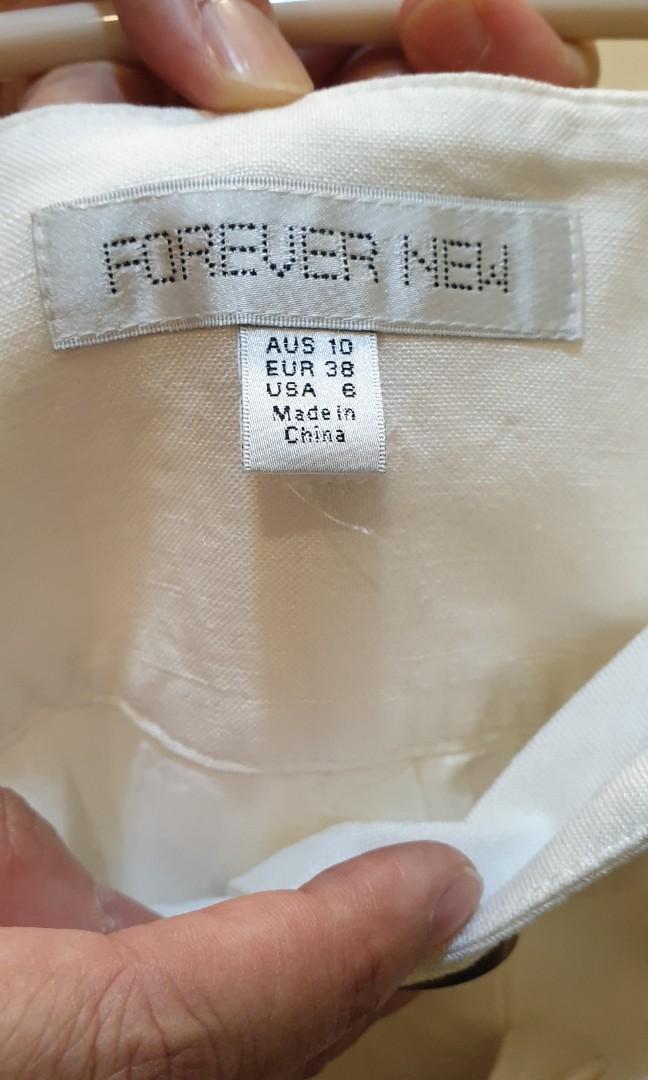 FOREVER NEW
AUS 10
EUR 38
USA 6
Made in
China